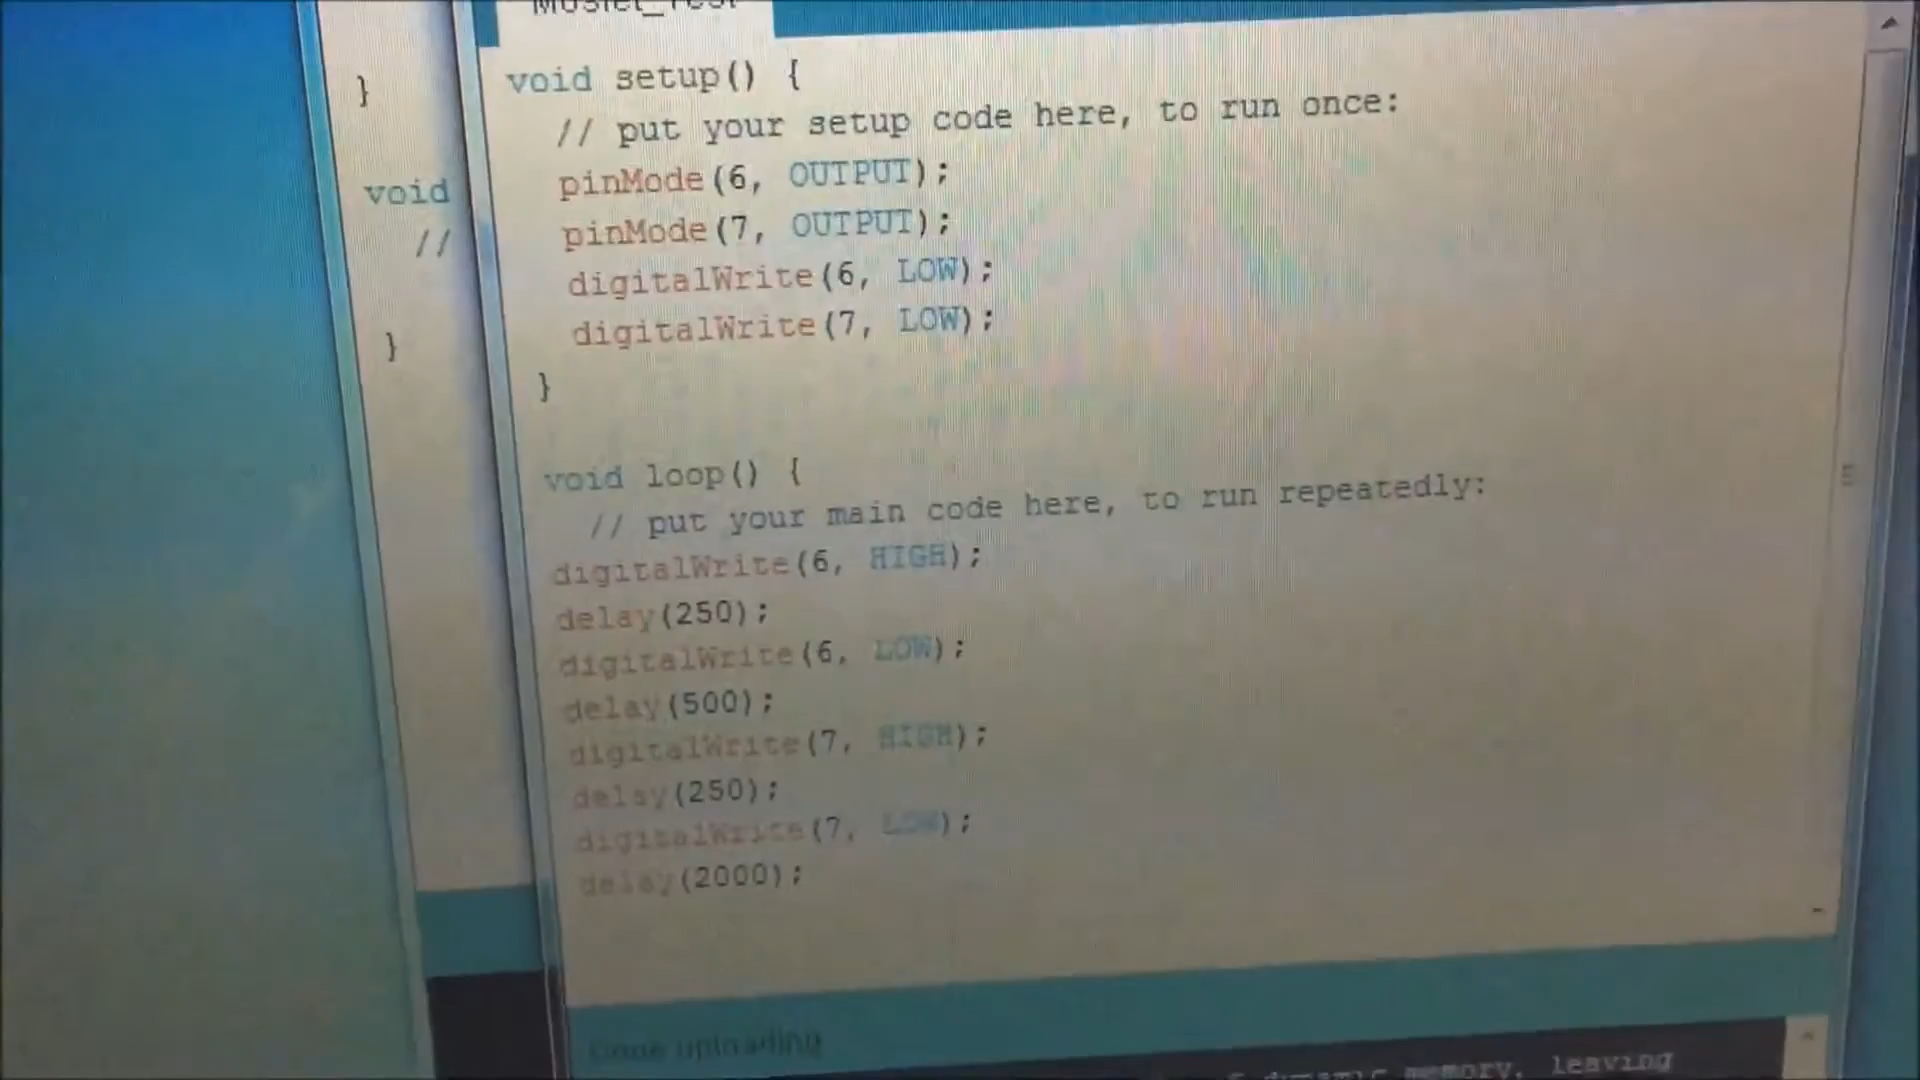 Mosfet_Test
}
void
//
}
void setup() {
// put your setup code here, to run once:
pinMode(6, OUTPUT);
pinMode(7, OUTPUT);
digitalWrite(6, LOW);
digitalWrite(7, LOW);
}
void loop() {
// put your main code here, to run repeatedly:
digitalWrite(6, HIGH);
delay(250);
digitalWrite(6, LOW);
delay(500);
digitalWrite(7, HIGH);
delay(250);
digitalWrite(7, LOW);
delay(2000);
Done uploading
dynamic memory, leaving